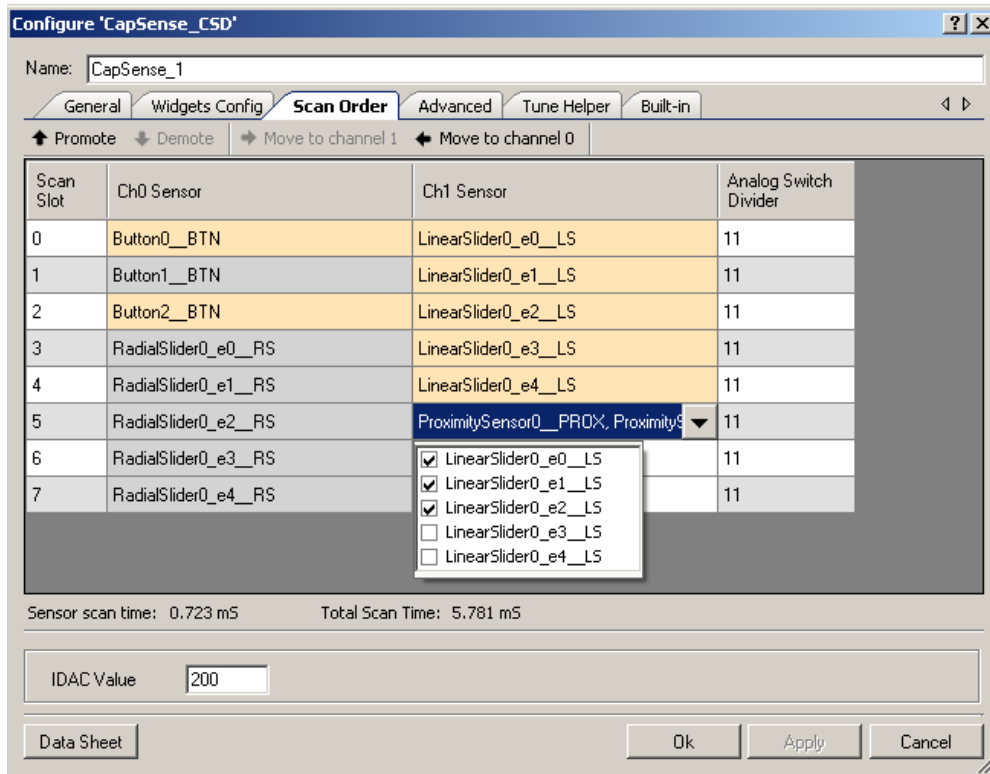 Configure 'CapSense_CSD'
Name: CapSense_1
General Widgets Config Scan Order Advanced Tune Helper Built-in
Promote Demote Move to channel 1 Move to channel 0
Scan Slot Ch0 Sensor Ch1 Sensor Analog Switch Divider
0 Button0__BTN LinearSlider0_e0__LS 11
1 Button1__BTN LinearSlider0_e1__LS 11
2 Button2__BTN LinearSlider0_e2__LS 11
3 RadialSlider0_e0__RS LinearSlider0_e3__LS 11
4 RadialSlider0_e1__RS LinearSlider0_e4__LS 11
5 RadialSlider0_e2__RS ProximitySensor0__PROX, ProximityS 11
6 RadialSlider0_e3__RS 11
7 RadialSlider0_e4__RS 11
LinearSlider0_e0__LS
LinearSlider0_e1__LS
LinearSlider0_e2__LS
LinearSlider0_e3__LS
LinearSlider0_e4__LS
Sensor scan time: 0.723 mS Total Scan Time: 5.781 mS
IDAC Value 200
Data Sheet Ok Apply Cancel